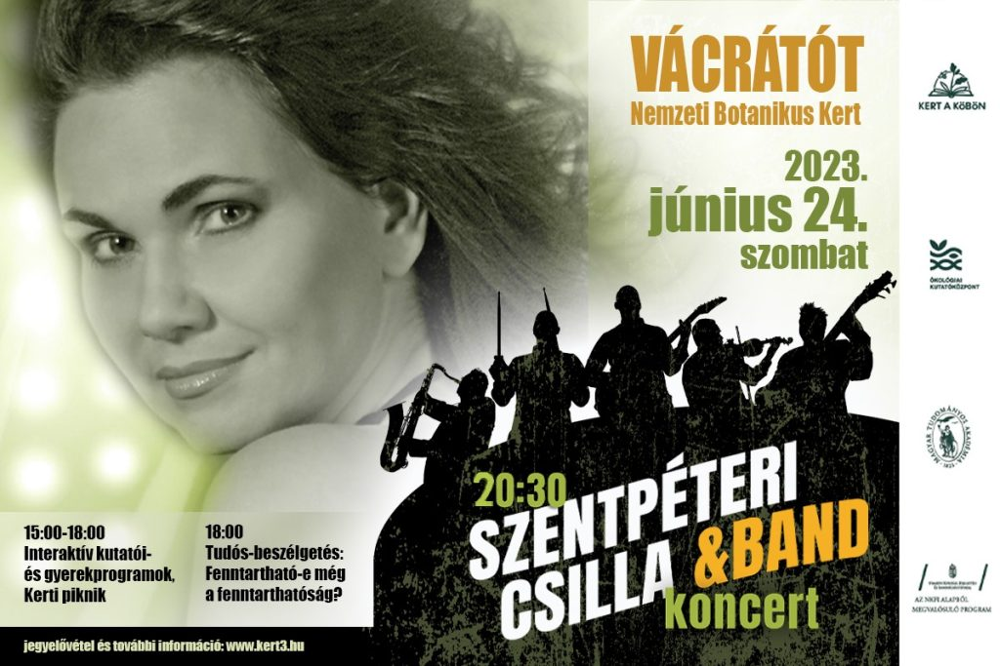 VÁCRÁTÓT
Nemzeti Botanikus Kert
2023.
június 24.
szombat
20:30
SZENTPÉTERI
CSILLA &BAND
koncert
15:00-18:00
Interaktív kutatói-
és gyerekprogramok,
Kerti piknik
18:00
Tudós-beszélgetés:
Fenntartható-e még
a fenntarthatóság?
jegyelővétel és további információ: www.kert3.hu
KERT A KÖBÖN
ÖKOLÓGIAI
KUTATÓKÖZPONT
MAGYAR TUDOMÁNYOS AKADÉMIA
AZ NKFI ALAPBÓL
MEGVALÓSULÓ PROGRAM